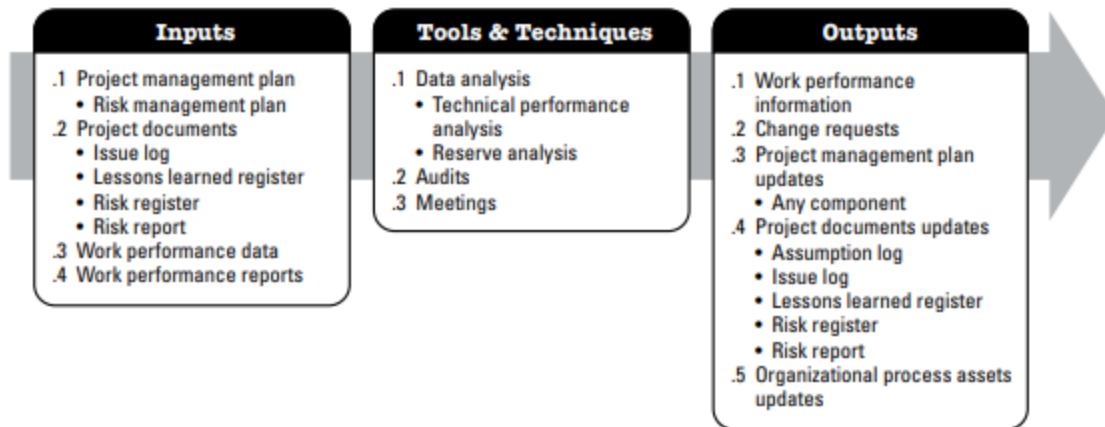 Inputs
.1 Project management plan
• Risk management plan
.2 Project documents
• Issue log
• Lessons learned register
• Risk register
• Risk report
.3 Work performance data
.4 Work performance reports
Tools & Techniques
.1 Data analysis
• Technical performance
analysis
• Reserve analysis
.2 Audits
.3 Meetings
Outputs
.1 Work performance
information
.2 Change requests
.3 Project management plan
updates
• Any component
.4 Project documents updates
• Assumption log
• Issue log
• Lessons learned register
• Risk register
• Risk report
.5 Organizational process assets
updates